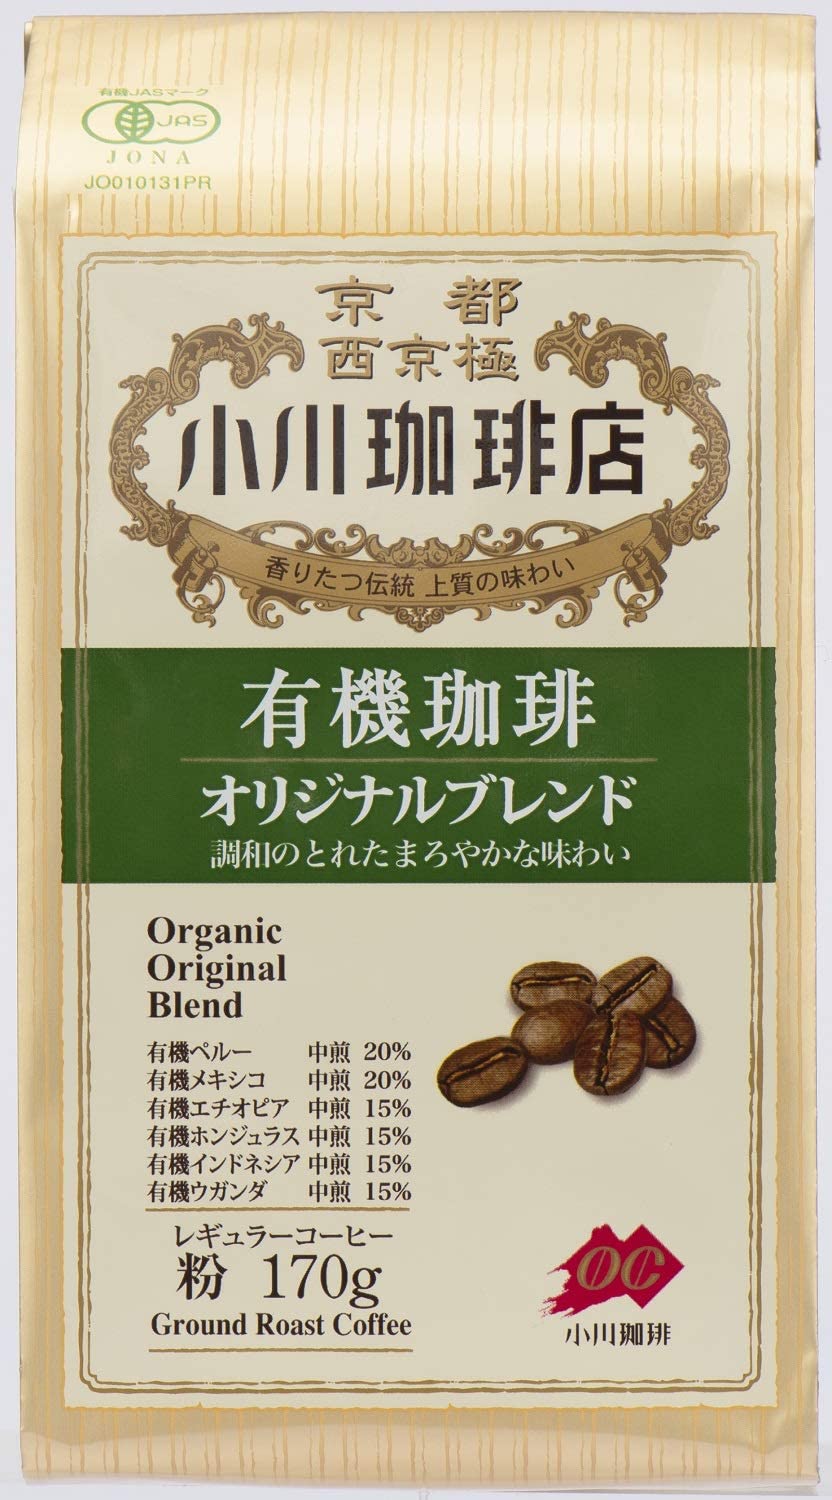 有機JASマーク
JAS
JONA
JO010131PR
京都
西京極
小川珈琲店
香りたつ伝統 上質の味わい
有機珈琲
オリジナルブレンド
調和のとれたまろやかな味わい
Organic
Original
Blend
有機ペルー 中煎 20%
有機メキシコ 中煎 20%
有機エチオピア 中煎 15%
有機ホンジュラス 中煎 15%
有機インドネシア 中煎 15%
有機ウガンダ 中煎 15%
レギュラーコーヒー
粉 170g
Ground Roast Coffee
OC
小川珈琲